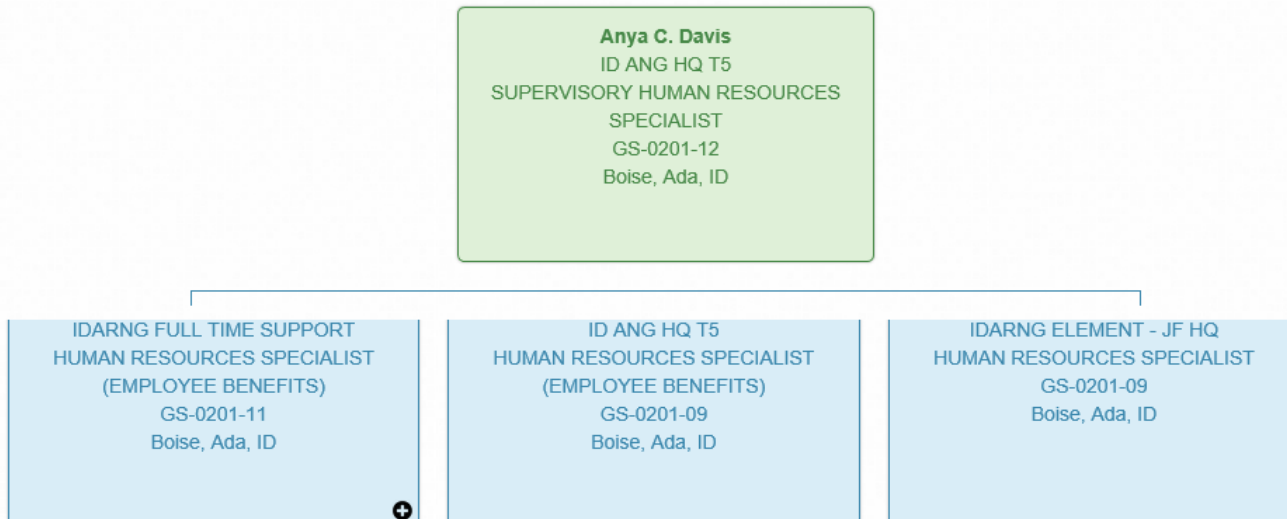 Anya C. Davis
ID ANG HQ T5
SUPERVISORY HUMAN RESOURCES
SPECIALIST
GS-0201-12
Boise, Ada, ID
IDARNG FULL TIME SUPPORT
HUMAN RESOURCES SPECIALIST
(EMPLOYEE BENEFITS)
GS-0201-11
Boise, Ada, ID
ID ANG HQ T5
HUMAN RESOURCES SPECIALIST
(EMPLOYEE BENEFITS)
GS-0201-09
Boise, Ada, ID
IDARNG ELEMENT - JF HQ
HUMAN RESOURCES SPECIALIST
GS-0201-09
Boise, Ada, ID